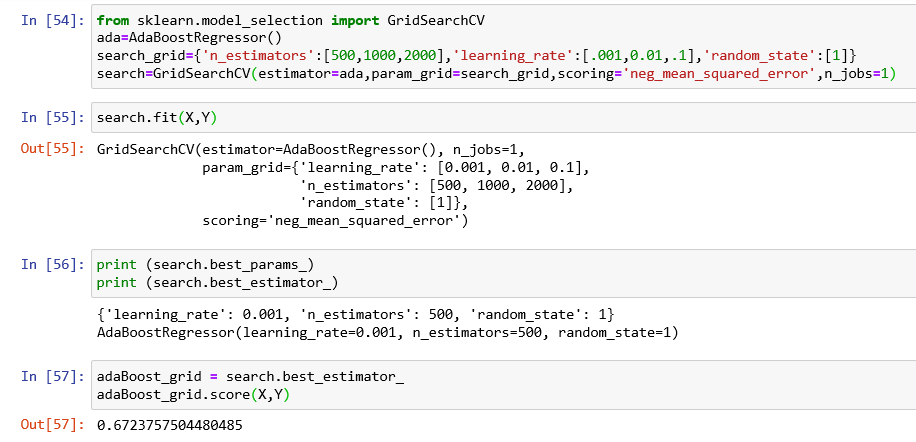 In [54]: from sklearn.model_selection import GridSearchCV
ada=AdaBoostRegressor()
search_grid={'n_estimators':[500,1000,2000],'learning_rate':[.001,0.01,.1],'random_state':[1]}
search=GridSearchCV(estimator=ada,param_grid=search_grid,scoring='neg_mean_squared_error',n_jobs=1)
In [55]: search.fit(X,Y)
Out[55]: GridSearchCV(estimator=AdaBoostRegressor(), n_jobs=1,
param_grid={'learning_rate': [0.001, 0.01, 0.1],
'n_estimators': [500, 1000, 2000],
'random_state': [1]},
scoring='neg_mean_squared_error')
In [56]: print (search.best_params_)
print (search.best_estimator_)
{'learning_rate': 0.001, 'n_estimators': 500, 'random_state': 1}
AdaBoostRegressor(learning_rate=0.001, n_estimators=500, random_state=1)
In [57]: adaBoost_grid = search.best_estimator_
adaBoost_grid.score(X,Y)
Out[57]: 0.6723757504480485